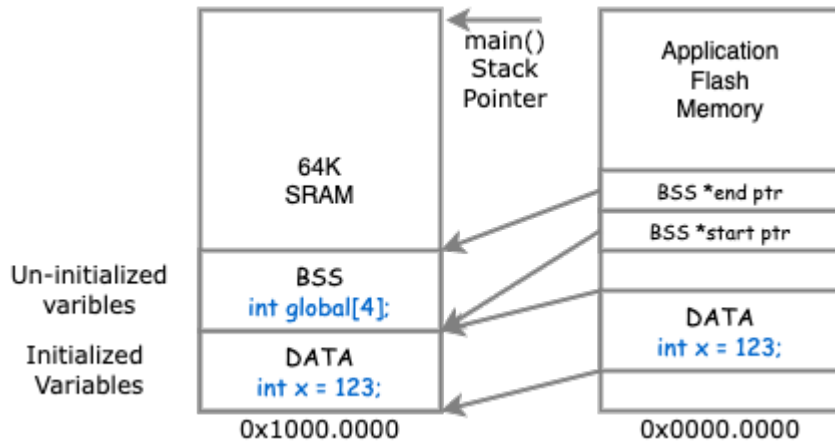 main()
Stack
Pointer
Application
Flash
Memory
64K
SRAM
BSS *end ptr
BSS *start ptr
Un-initialized
varibles
BSS
int global[4];
DATA
int x = 123;
Initialized
Variables
DATA
int x = 123;
0x1000.0000
0x0000.0000